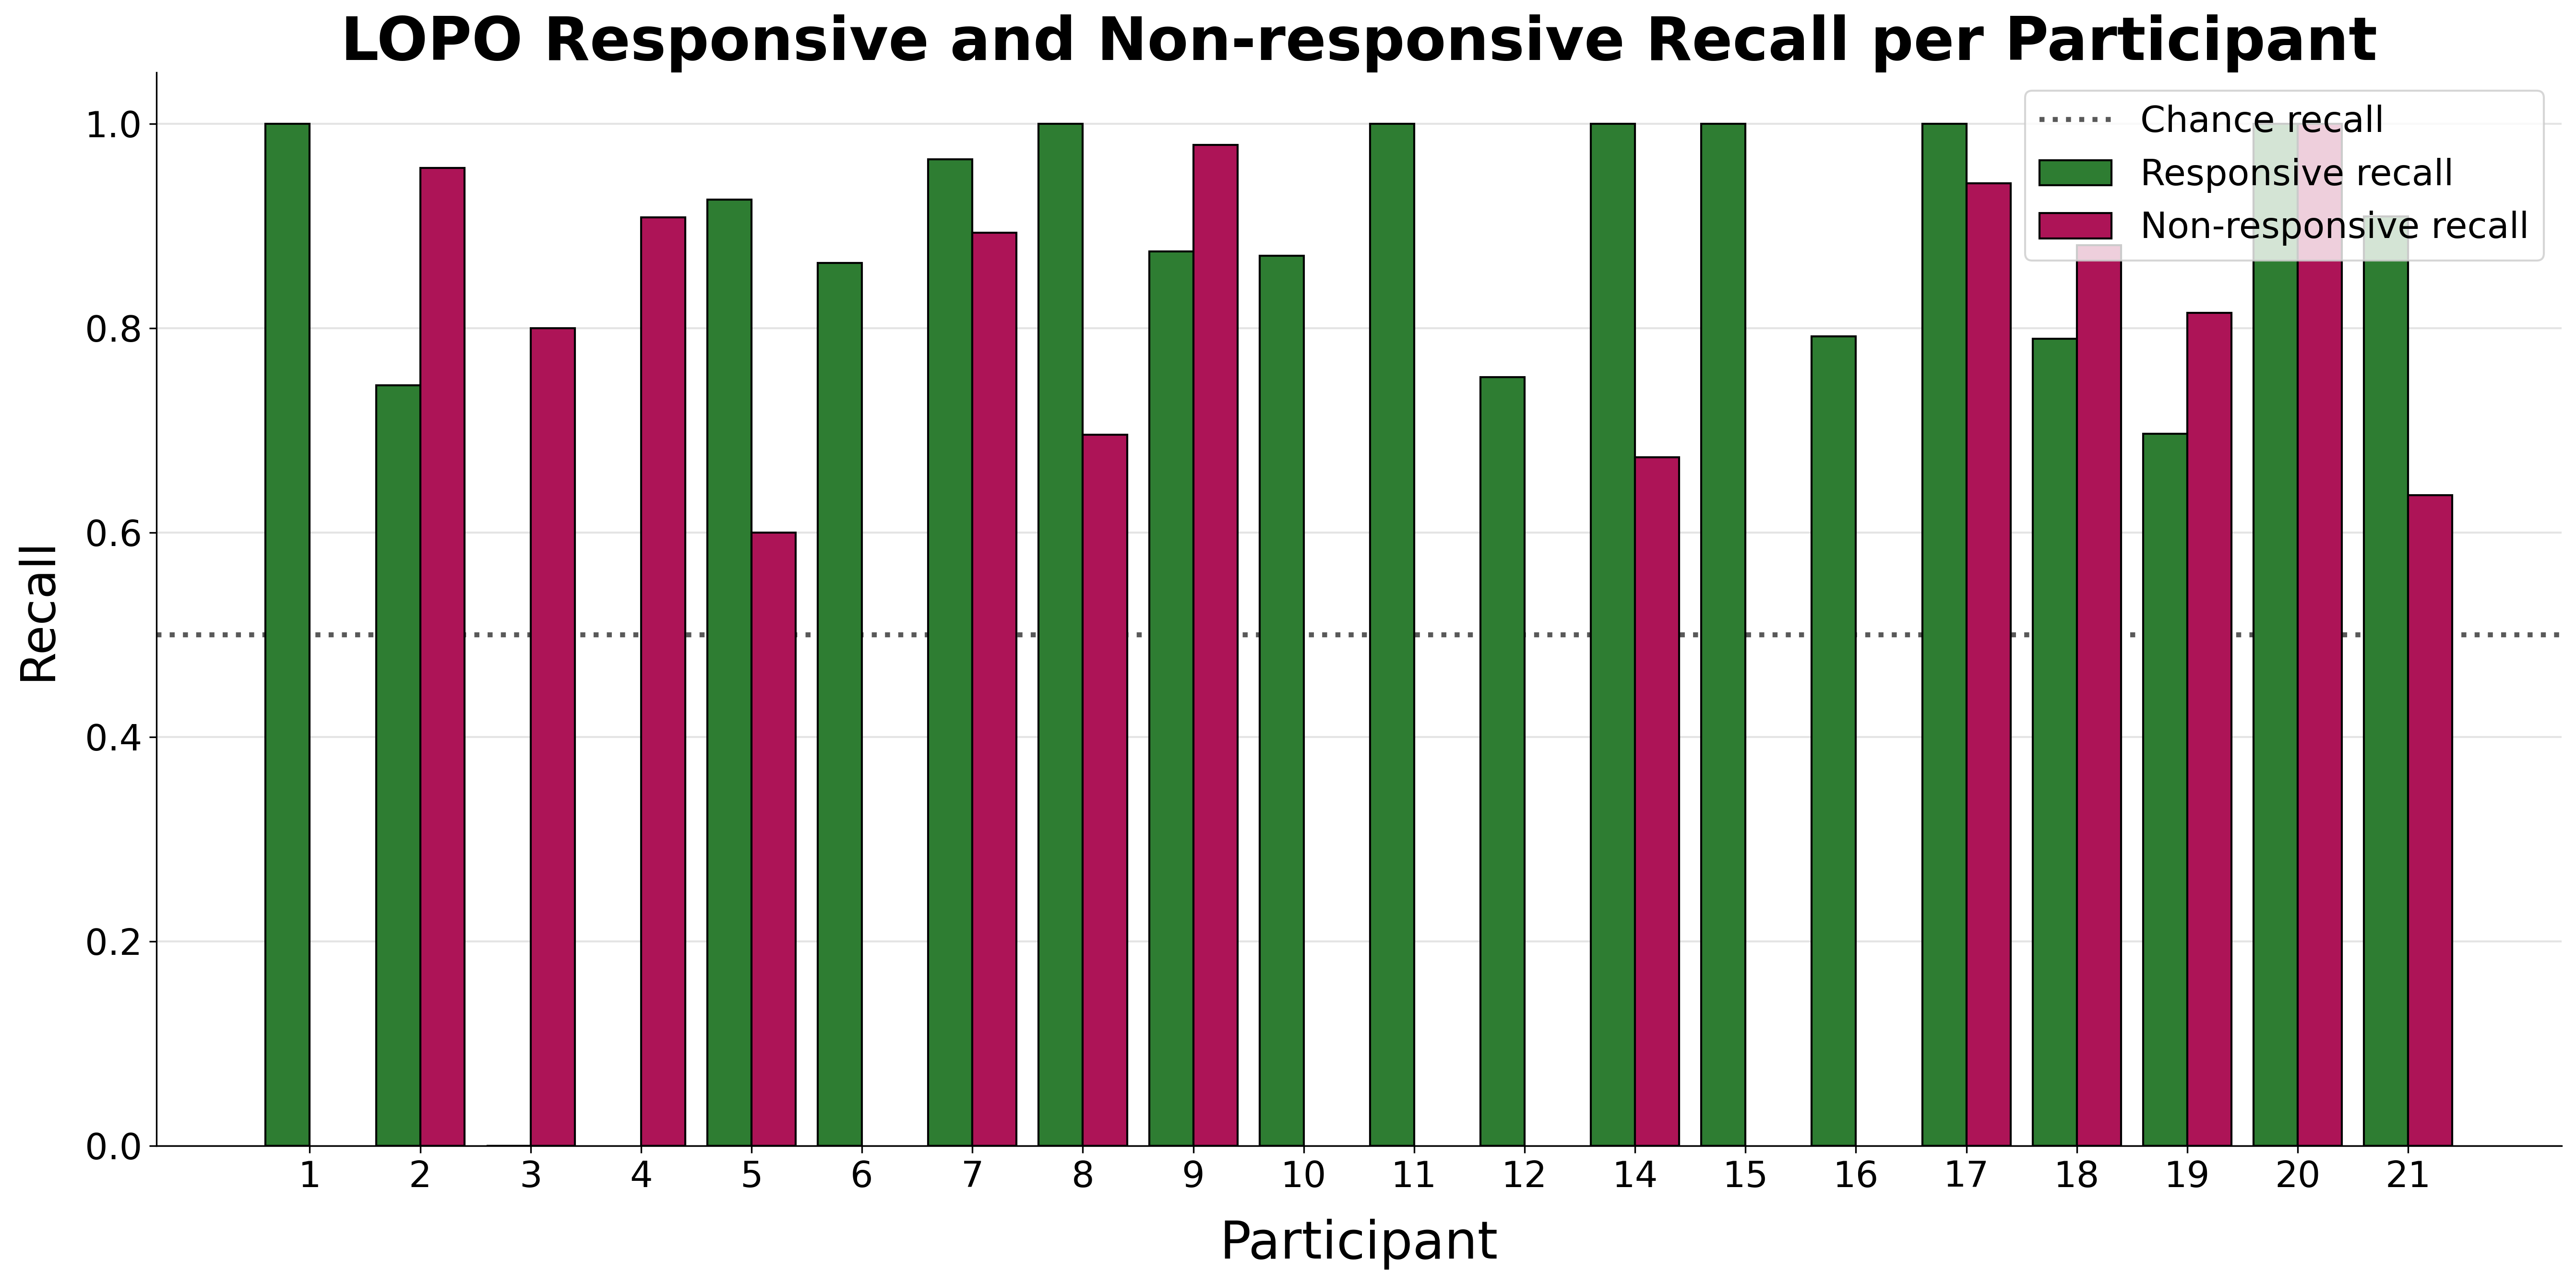 LOPO Responsive and Non-responsive Recall per Participant
Chance recall
Responsive recall
Non-responsive recall
1.0
0.8
0.6
0.4
0.2
0.0
Recall
1 2 3 4 5 6 7 8 9 10 11 12 14 15 16 17 18 19 20 21
Participant